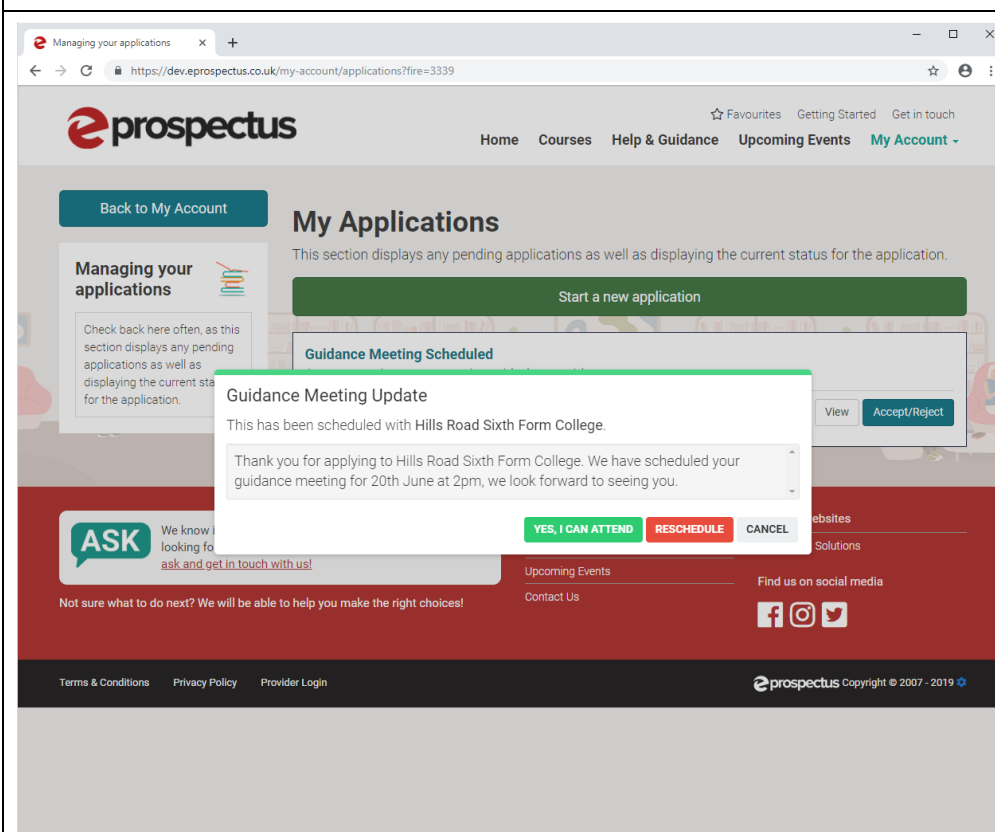 Managing your applications
https://dev.eprospectus.co.uk/my-account/applications?fire=3339
eprospectus
Favourites Getting Started Get in touch
Home Courses Help & Guidance Upcoming Events My Account
Back to My Account
Managing your
applications
Check back here often, as this
section displays any pending
applications as well as
displaying the current sta
for the application.
My Applications
This section displays any pending applications as well as displaying the current status for the application.
Start a new application
Guidance Meeting Scheduled
View Accept/Reject
Guidance Meeting Update
This has been scheduled with Hills Road Sixth Form College.
Thank you for applying to Hills Road Sixth Form College. We have scheduled your
guidance meeting for 20th June at 2pm, we look forward to seeing you.
YES, I CAN ATTEND RESCHEDULE CANCEL
ASK
We know i
looking fo
ask and get in touch with us!
Not sure what to do next? We will be able to help you make the right choices!
Upcoming Events
Contact Us
ebsites
Solutions
Find us on social media
Terms & Conditions Privacy Policy Provider Login
eprospectus Copyright © 2007 - 2019